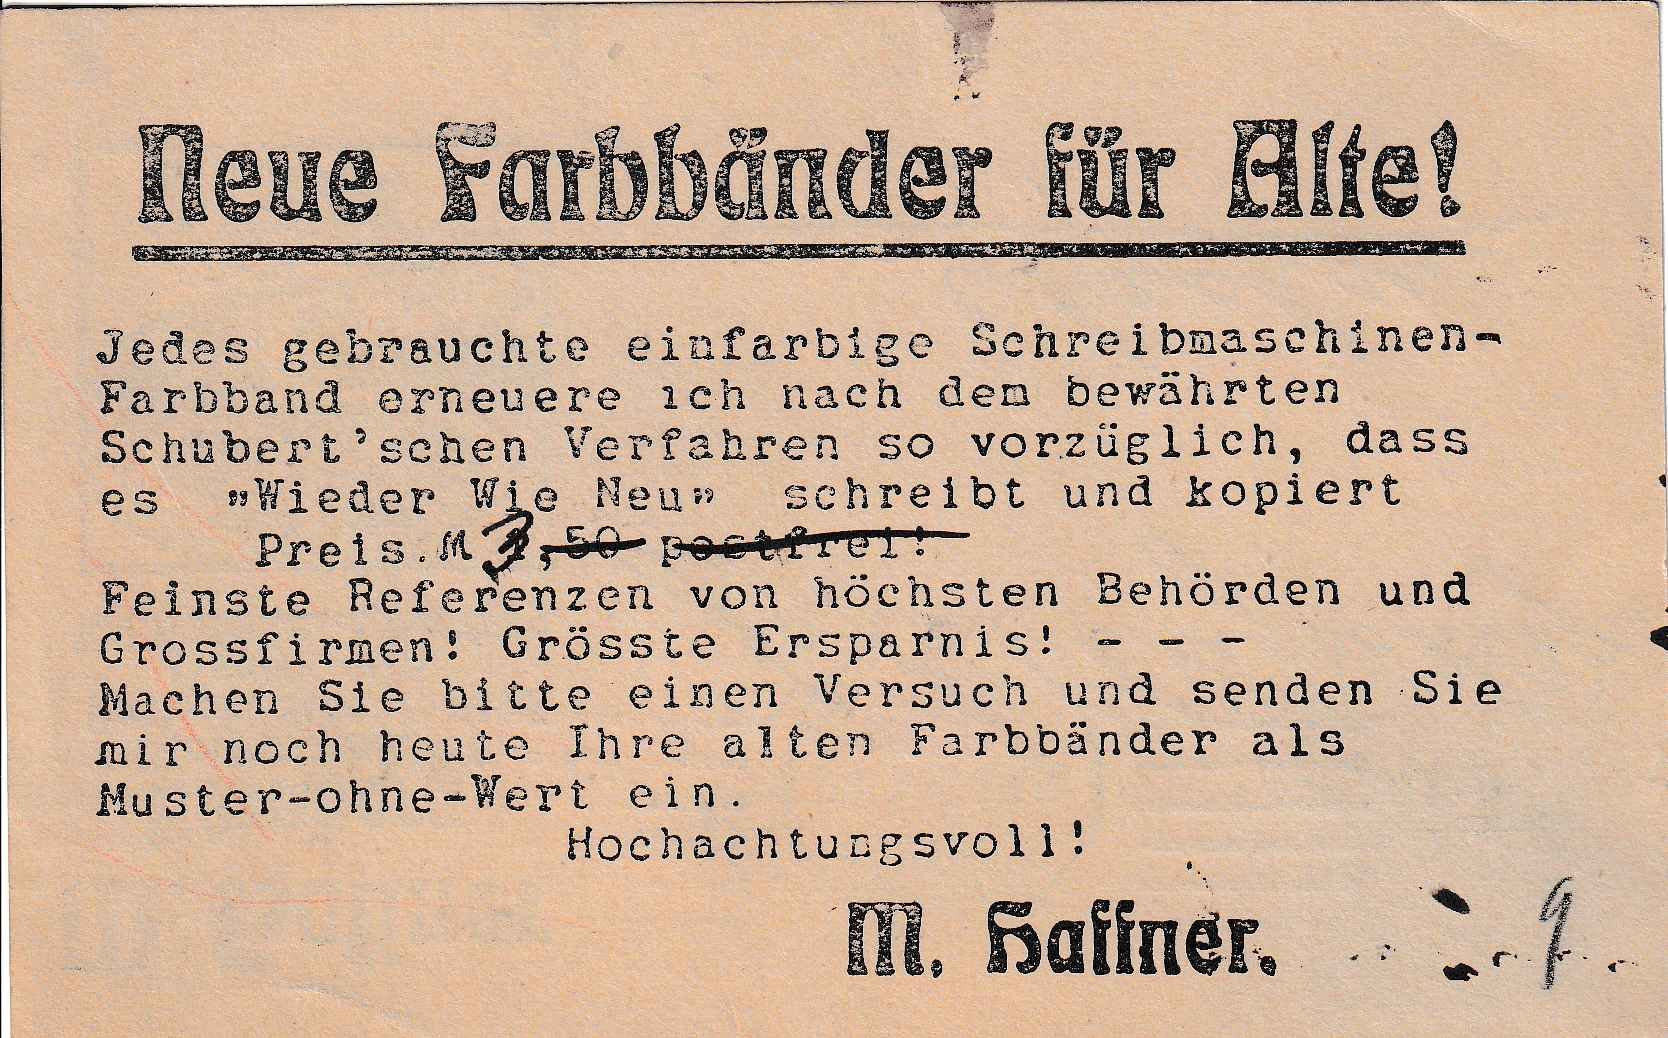 Neue Farbbänder für Alte!
Jedes gebrauchte einfarbige Schreibmaschinen-
Farbband erneuere ich nach dem bewährten
Schubert'schen Verfahren so vorzüglich, dass
es „Wieder Wie Neu” schreibt und kopiert
Preis.M 3,50 postfrei!
Feinste Referenzen von höchsten Behörden und
Grossfirmen! Grösste Ersparnis! - - -
Machen Sie bitte einen Versuch und senden Sie
mir noch heute Ihre alten Farbbänder als
Muster-ohne-Wert ein.
Hochachtungsvoll!
M. Haffner.